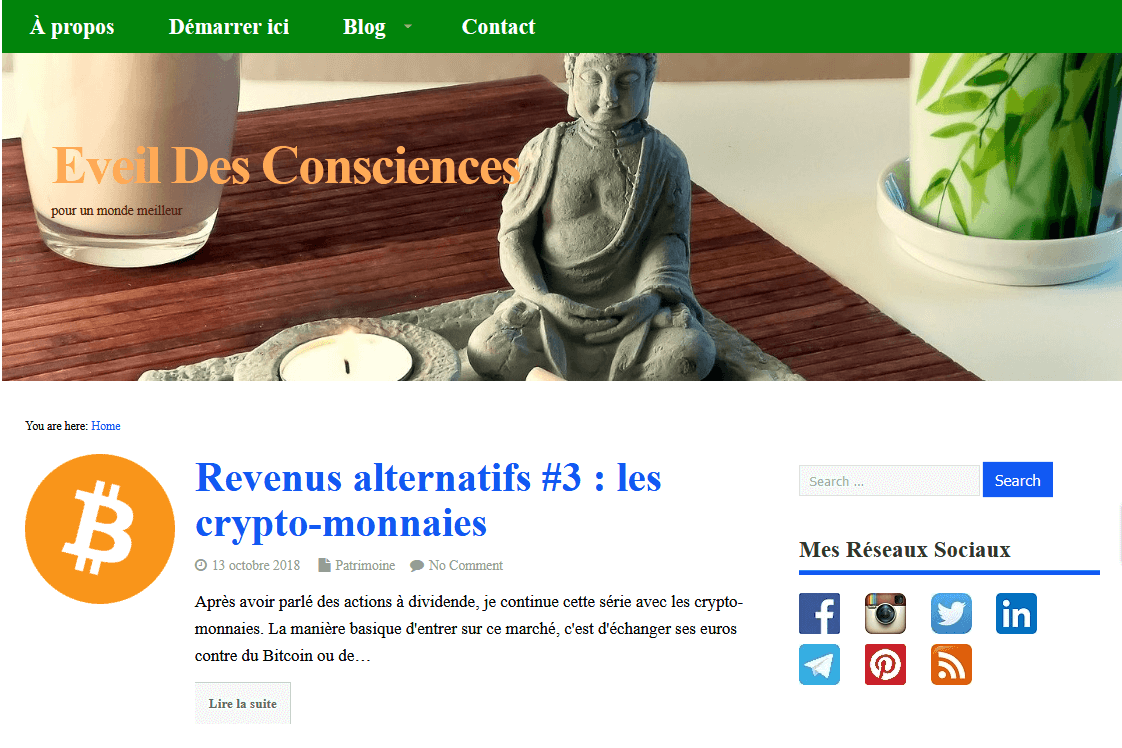 À propos Démarrer ici Blog Contact
Eveil Des Consciences
pour un monde meilleur
You are here: Home
Revenus alternatifs #3 : les
crypto-monnaies
13 octobre 2018 Patrimoine No Comment
Après avoir parlé des actions à dividende, je continue cette série avec les crypto-
monnaies. La manière basique d'entrer sur ce marché, c'est d'échanger ses euros
contre du Bitcoin ou de…
Lire la suite
Search ... Search
Mes Réseaux Sociaux